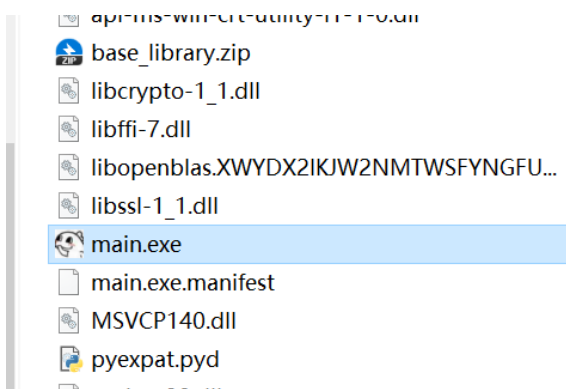 base_library.zip
libcrypto-1_1.dll
libffi-7.dll
libopenblas.XWYDX2IKJW2NMTWSFYNGFU...
libssl-1_1.dll
main.exe
main.exe.manifest
MSVCP140.dll
pyexpat.pyd